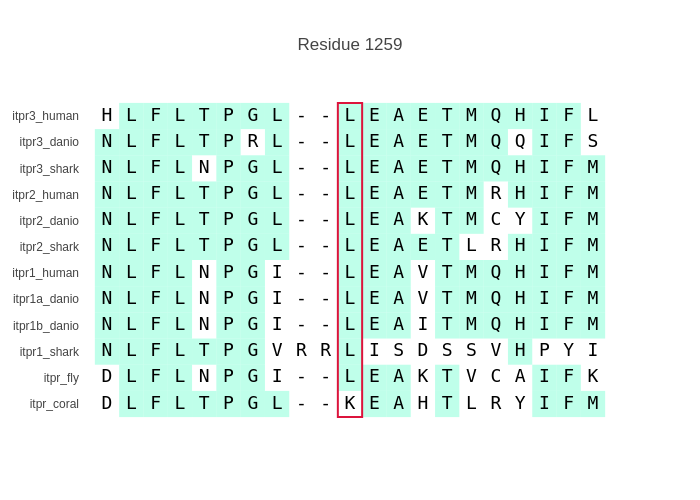 Residue 1259
itpr3_human H L F L T P G L - - L E A E T M Q H I F L
itpr3_danio N L F L T P R L - - L E A E T M Q Q I F S
itpr3_shark N L F L N P G L - - L E A E T M Q H I F M
itpr2_human N L F L T P G L - - L E A E T M R H I F M
itpr2_danio N L F L T P G L - - L E A K T M C Y I F M
itpr2_shark N L F L T P G L - - L E A E T L R H I F M
itpr1_human N L F L N P G I - - L E A V T M Q H I F M
itpr1a_danio N L F L N P G I - - L E A V T M Q H I F M
itpr1b_danio N L F L N P G I - - L E A I T M Q H I F M
itpr1_shark N L F L T P G V R R L I S D S S V H P Y I
itpr_fly D L F L N P G I - - L E A K T V C A I F K
itpr_coral D L F L T P G L - - K E A H T L R Y I F M